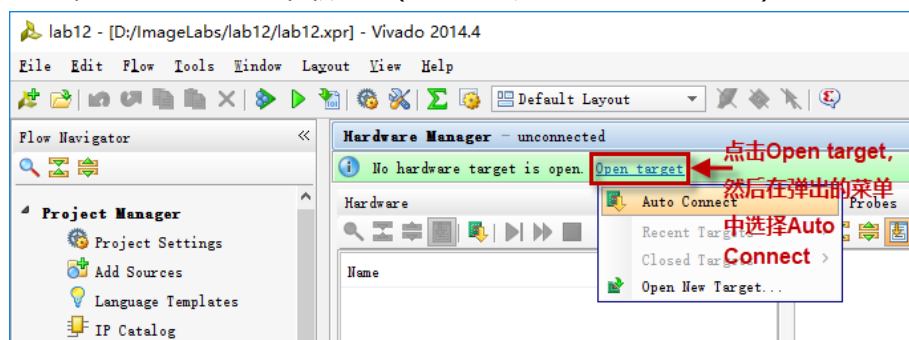 lab12 - [D:/ImageLabs/lab12/lab12.xpr] - Vivado 2014.4
File Edit Flow Tools Window Layout View Help
Default Layout
Flow Navigator
Hardware Manager - unconnected
No hardware target is open. Open target
点击Open target,
然后在弹出的菜单
中选择Auto
Connect
Hardware
Auto Connect
Probes
Project Manager
Project Settings
Recent Targets
Add Sources
Name
Closed Targets
Language Templates
Open New Target...
IP Catalog